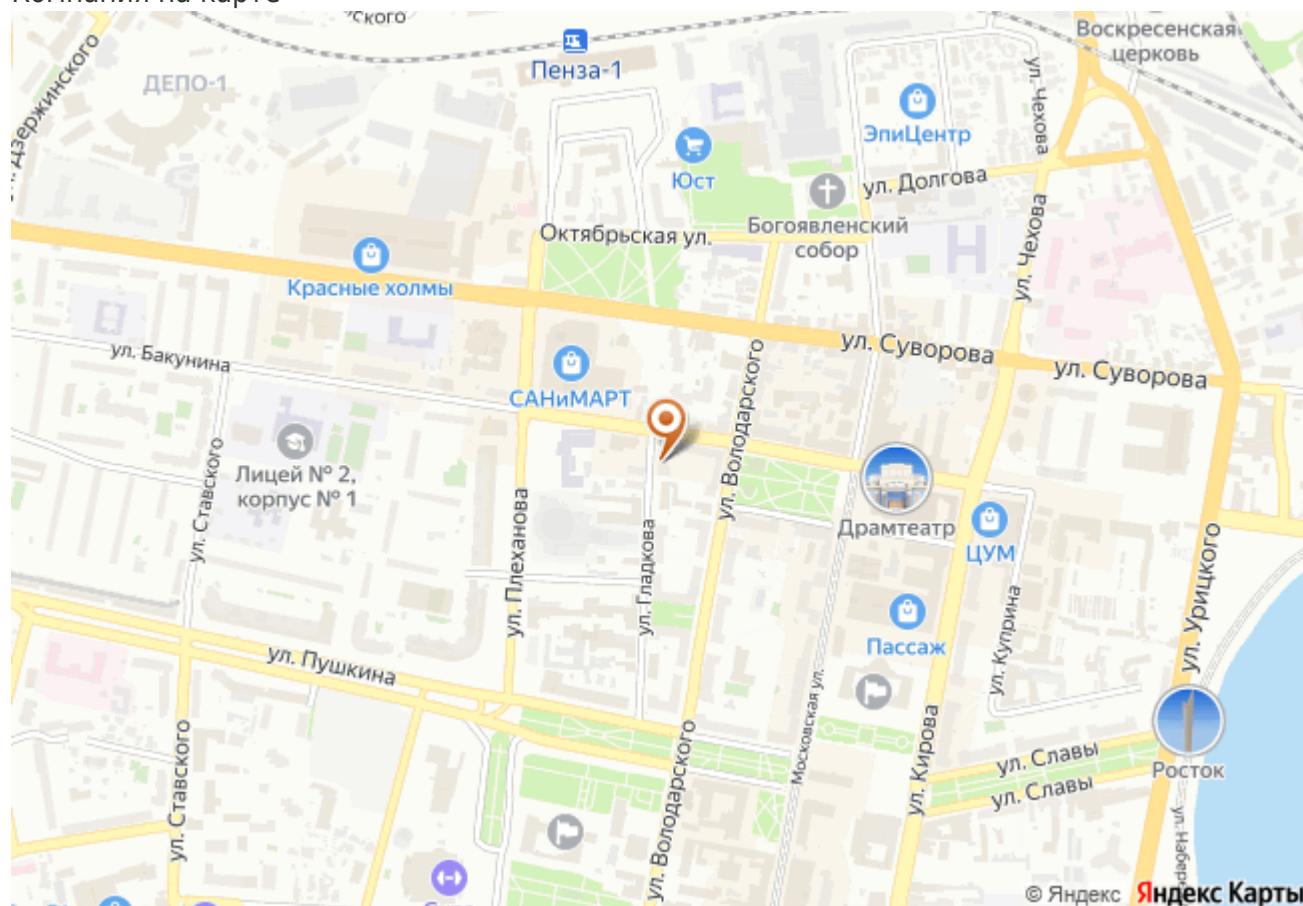 ского
Воскресенская
церковь
Дзержинского
ДЕПО-1
Пенза-1
ул. Чехова
ЭпиЦентр
Юст
ул. Долгова
Октябрьская ул.
Богоявленский
собор
ул. Чехова
Красные холмы
ул. Суворова
ул. Суворова
ул. Бакунина
САНиМАРТ
ул. Володарского
Лицей № 2,
корпус № 1
ул. Ставского
ул. Плеханова
Драмтеатр
ЦУМ
ул. Гладкова
ул. Урицкого
ул. Куприна
Пассаж
ул. Пушкина
Московская ул.
ул. Славы
ул. Славы
Росток
ул. Кирова
ул. Ставского
ул. Володарского
© Яндекс Яндекс Карты